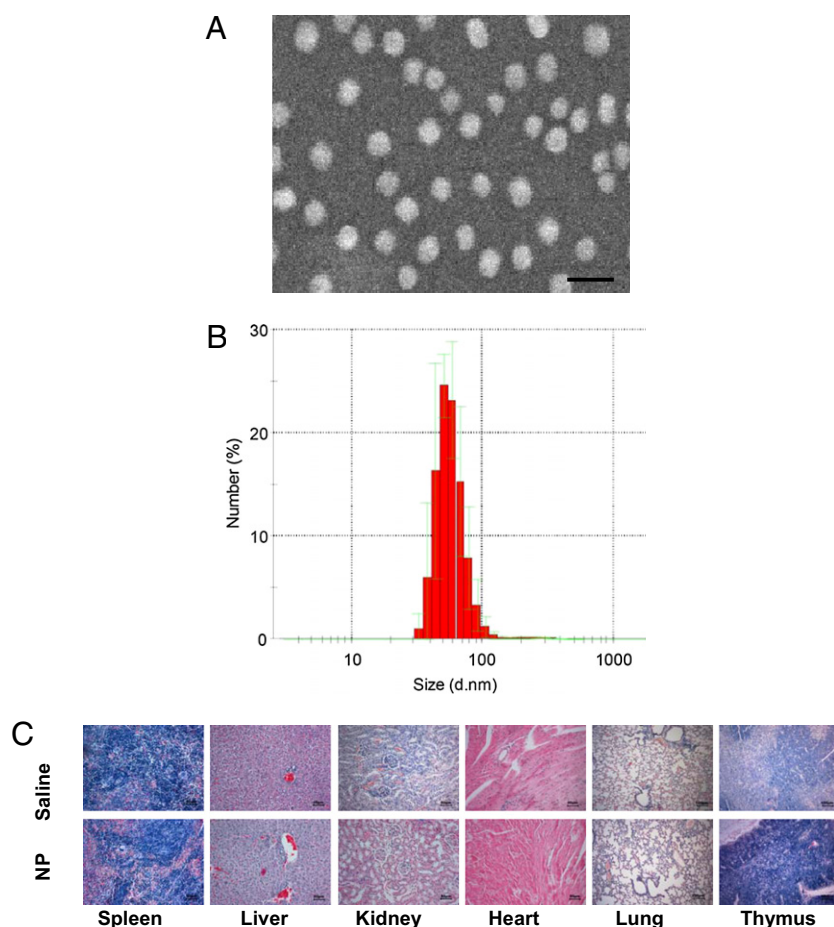 A
B
30
20
10
0
Number (%)
10 100 1000
Size (d.nm)
C
Saline
NP
Spleen Liver Kidney Heart Lung Thymus